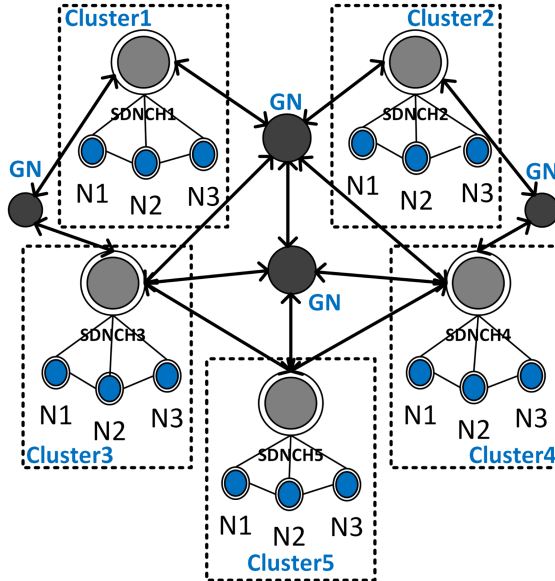 Cluster1
Cluster2
GN
SDNCH1
SDNCH2
N1
N2
N3
N1
N2
N3
GN
GN
GN
SDNCH3
SDNCH4
N1
N2
N3
N1
N2
N3
Cluster3
Cluster4
SDNCH5
N1
N2
N3
Cluster5